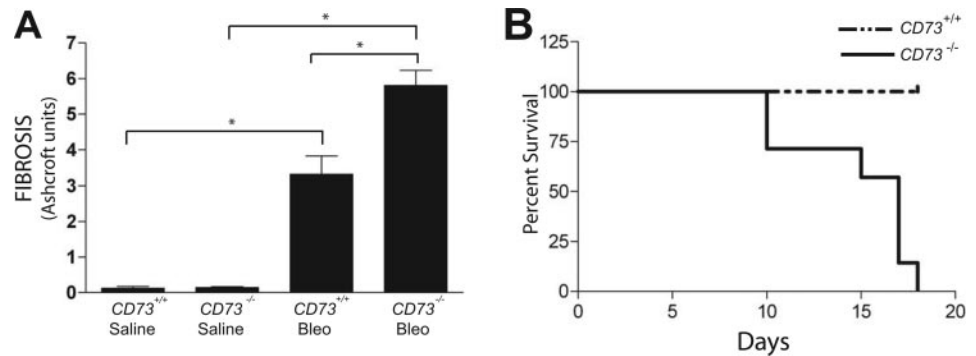 A
B
FIBROSIS
(Ashcroft units)
7
6
5
4
3
2
1
0
*
*
*
CD73+/+
Saline
CD73-/-
Saline
CD73+/+
Bleo
CD73-/-
Bleo
CD73+/+
CD73-/-
Percent Survival
125
100
75
50
25
0
0
5
10
15
20
Days